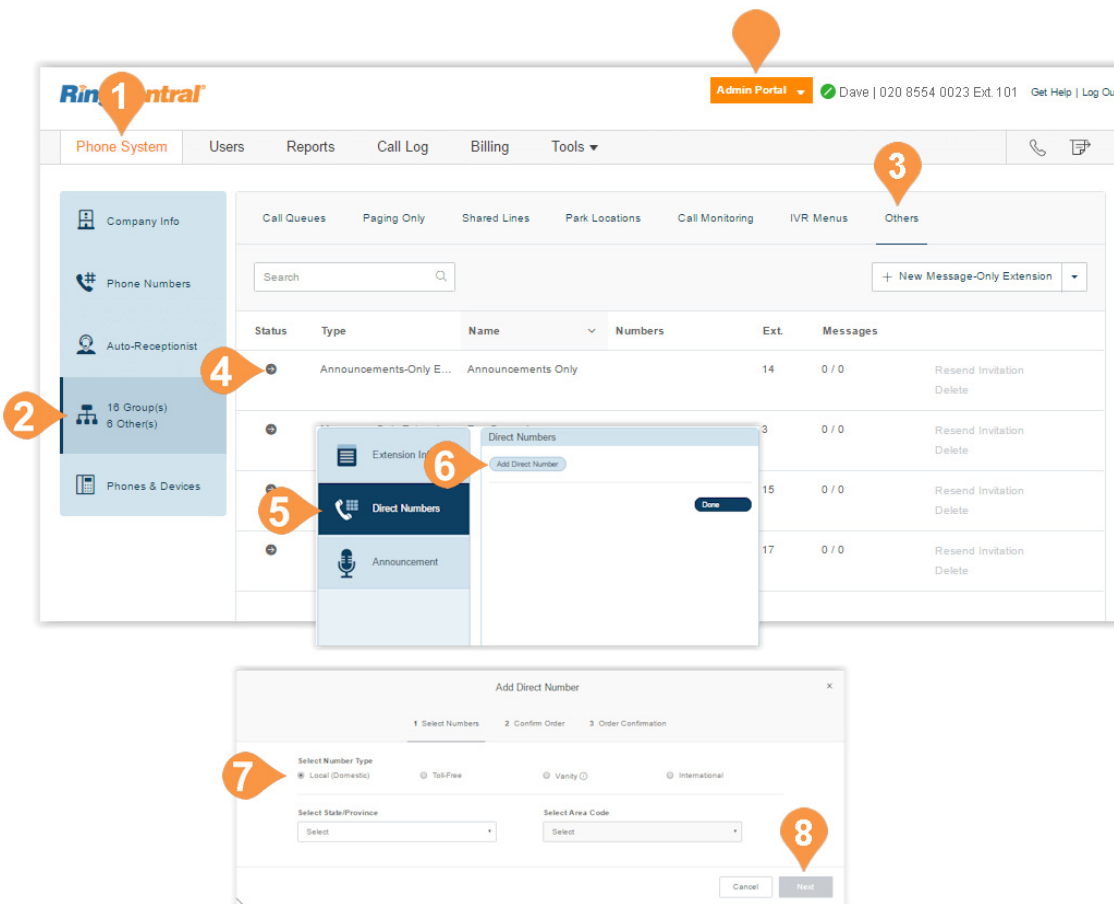 Admin Portal
Dave | 020 8554 0023 Ext. 101 Get Help | Log Ou
1
Phone System Users Reports Call Log Billing Tools
3
Company Info
Phone Numbers
Auto-Receptionist
2
16 Group(s)
6 Other(s)
Phones & Devices
Call Queues Paging Only Shared Lines Park Locations Call Monitoring IVR Menus Others
Search
+ New Message-Only Extension
Status Type Name Numbers Ext. Messages
4
Announcements-Only E... Announcements Only 14 0 / 0 Resend Invitation
Delete
3 0 / 0 Resend Invitation
Delete
15 0 / 0 Resend Invitation
Delete
17 0 / 0 Resend Invitation
Delete
Extension
Direct Numbers
6
Add Direct Number
5
Direct Numbers
Done
Announcement
Add Direct Number
1 Select Numbers 2 Confirm Order 3 Order Confirmation
7
Select Number Type
Local (Domestic) Toll-Free Vanity International
Select State/Province Select Area Code
Select Select
8
Cancel Next